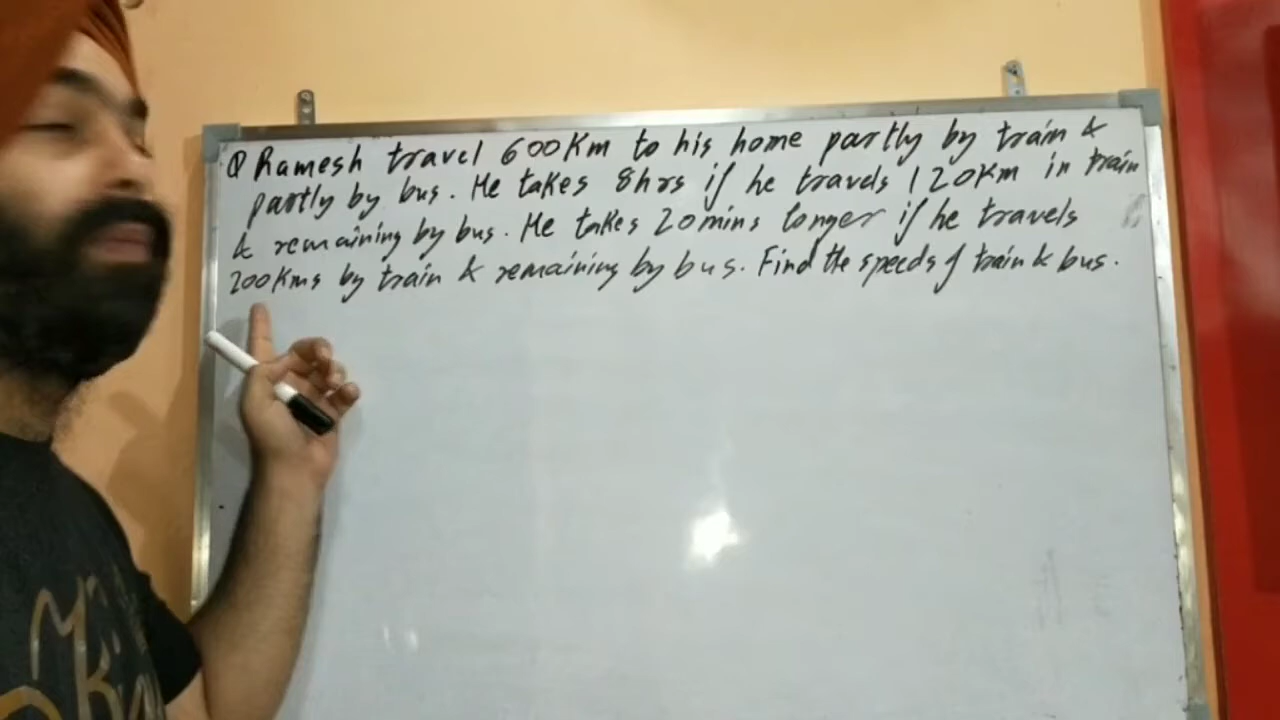 Q Ramesh travel 600Km to his home partly by train &
partly by bus. He takes 8hrs if he travels 120Km in train
& remaining by bus. He takes 20mins longer if he travels
200Kms by train & remaining by bus. Find the speeds of train & bus.